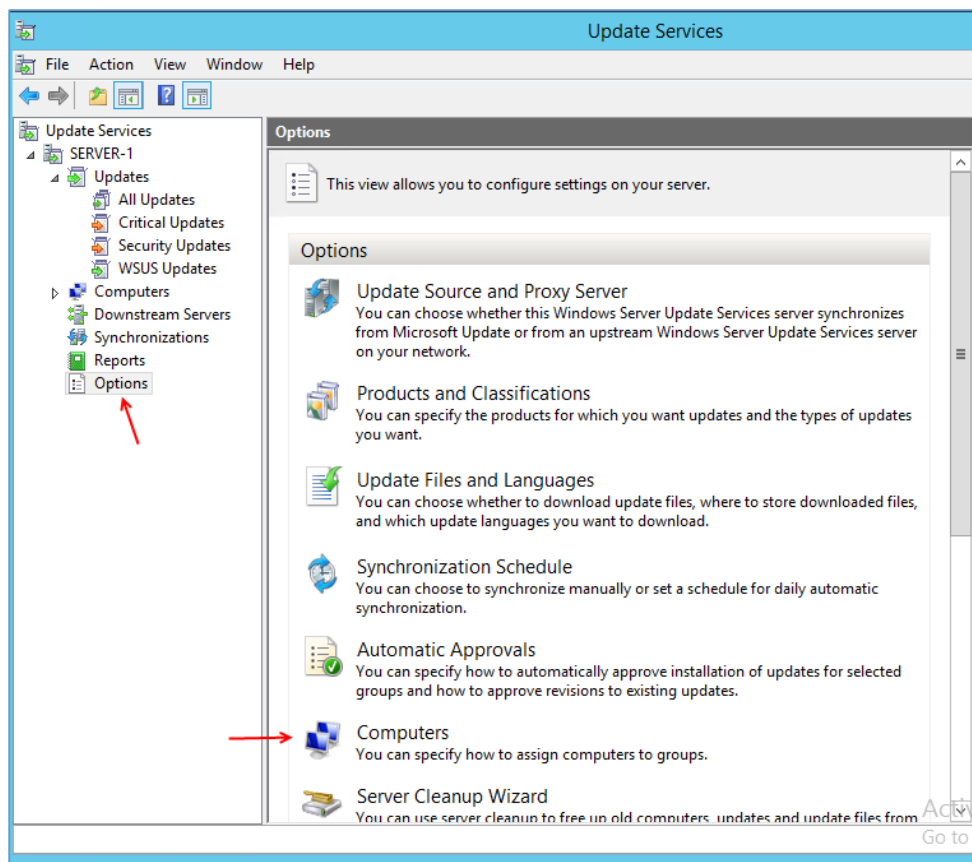 Update Services
File Action View Window Help
Update Services
SERVER-1
Updates
All Updates
Critical Updates
Security Updates
WSUS Updates
Computers
Downstream Servers
Synchronizations
Reports
Options
Options
This view allows you to configure settings on your server.
Options
Update Source and Proxy Server
You can choose whether this Windows Server Update Services server synchronizes
from Microsoft Update or from an upstream Windows Server Update Services server
on your network.
Products and Classifications
You can specify the products for which you want updates and the types of updates
you want.
Update Files and Languages
You can choose whether to download update files, where to store downloaded files,
and which update languages you want to download.
Synchronization Schedule
You can choose to synchronize manually or set a schedule for daily automatic
synchronization.
Automatic Approvals
You can specify how to automatically approve installation of updates for selected
groups and how to approve revisions to existing updates.
Computers
You can specify how to assign computers to groups.
Server Cleanup Wizard
You can use server cleanup to free up old computers, updates and update files from
Go to